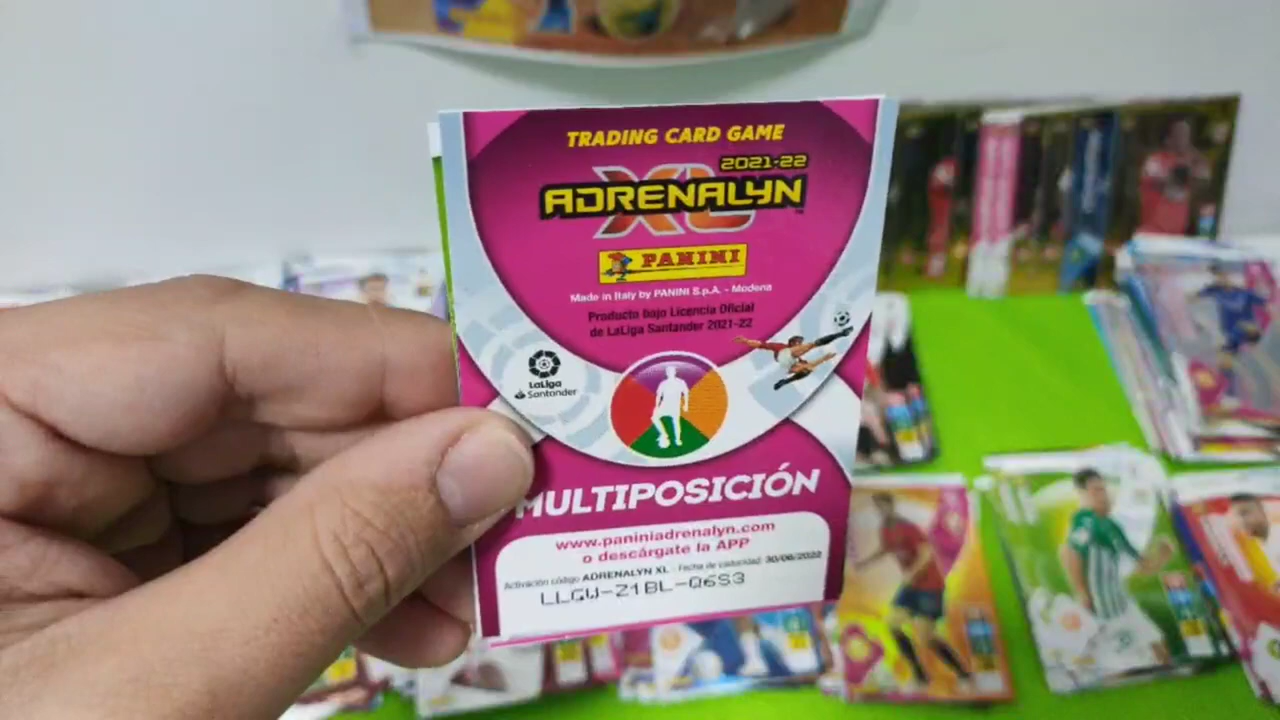 TRADING CARD GAME
2021-22
ADRENALYN XL™
PANINI
Made in Italy by PANINI S.p.A. - Modena
Producto bajo Licencia Oficial
de LaLiga Santander 2021-22
LaLiga
Santander
MULTIPOSICIÓN
www.paniniadrenalyn.com
o descárgate la APP
Activación código ADRENALYN XL - Fecha de caducidad: 30/06/2022
LLGW-Z1BL-Q6S3